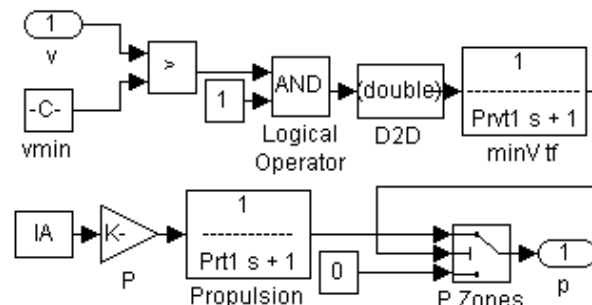 1
v
>
-C-
vmin
1
AND
Logical
Operator
(double)
D2D
1
Prvt1 s + 1
minV tf
IA
K-
P
1
Prt1 s + 1
Propulsion
0
P Zones
1
p